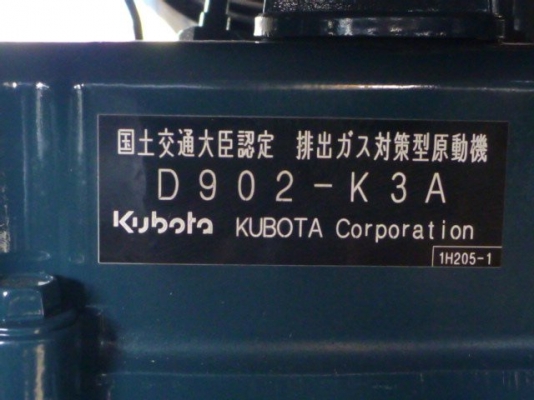 国土交通大臣認定 排出ガス対策型原動機
D902-K3A
Kubota KUBOTA Corporation
1H205-1